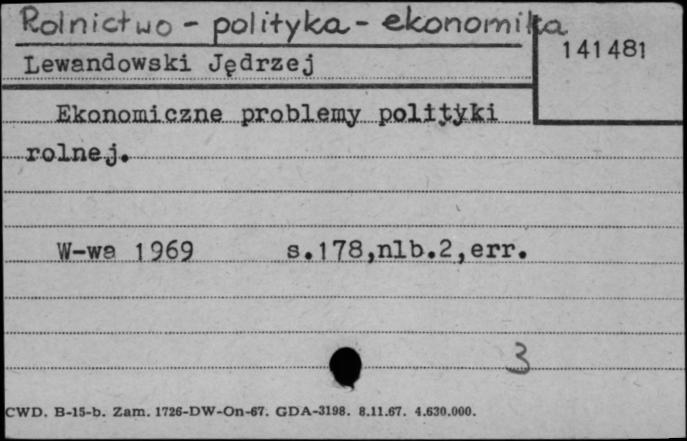 Rolnictwo - polityka - ekonomika
141481
Lewandowski Jędrzej
Ekonomiczne problemy polityki
rolnej.
W-wa 1969 s.178,nlb.2,err.
3
CWD. B-15-b. Zam. 1726-DW-On-67. GDA-3198. 8.11.67. 4.630.000.